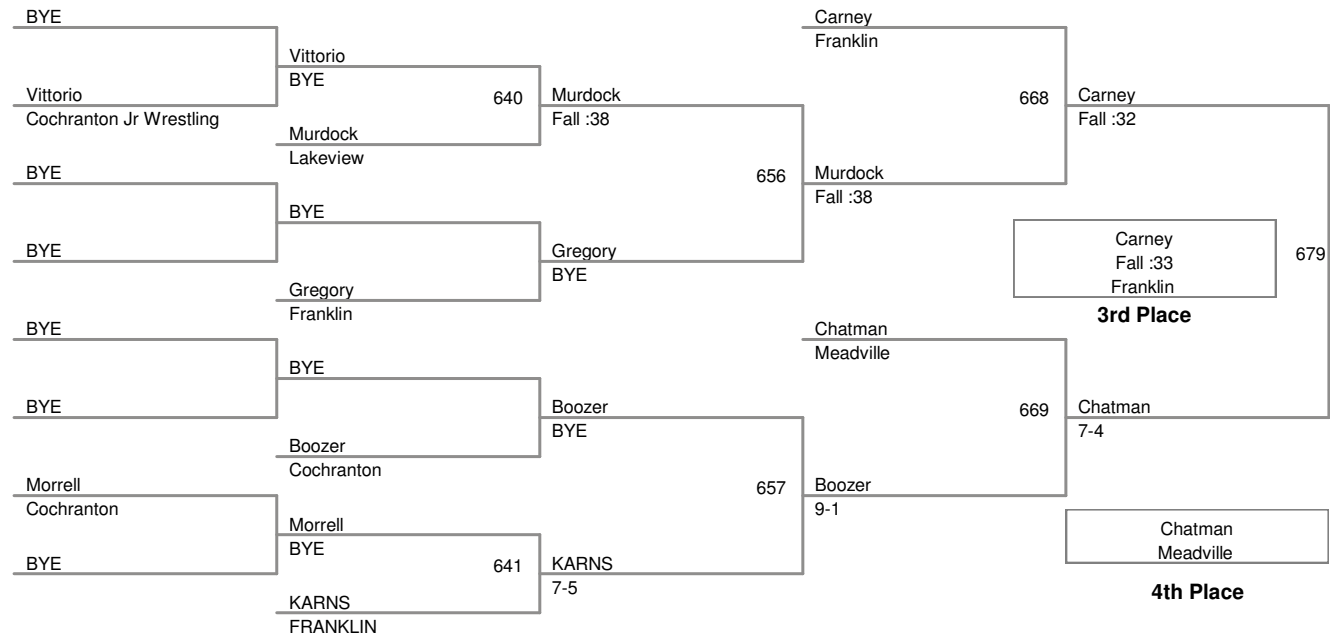 BYE
Vittorio
Cochranton Jr Wrestling
BYE
BYE
BYE
BYE
Morrell
Cochranton
BYE
Vittorio
BYE
Murdock
Lakeview
BYE
Gregory
Franklin
BYE
Boozer
Cochranton
Morrell
BYE
KARNS
FRANKLIN
640
641
Murdock
Fall :38
Gregory
BYE
Boozer
BYE
KARNS
7-5
656
657
Carney
Franklin
Murdock
Fall :38
Chatman
Meadville
Boozer
9-1
668
669
Carney
Fall :32
Chatman
7-4
679
Carney
Fall :33
Franklin
3rd Place
Chatman
Meadville
4th Place